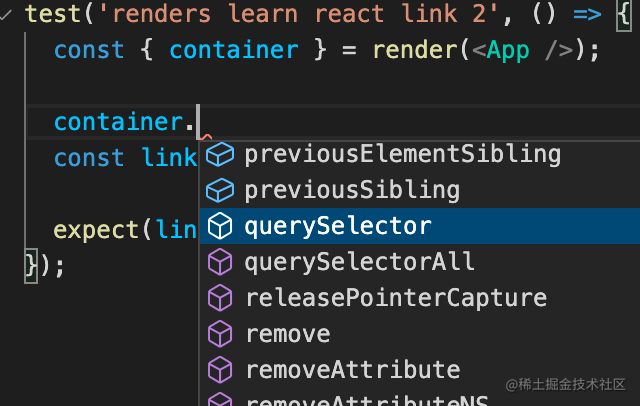 test('renders learn react link 2', () => {
const { container } = render(<App />);
container.
const link
expect(lin
});
previousElementSibling
previousSibling
querySelector
querySelectorAll
releasePointerCapture
remove
removeAttribute
removeAttributeNS
@稀土掘金技术社区